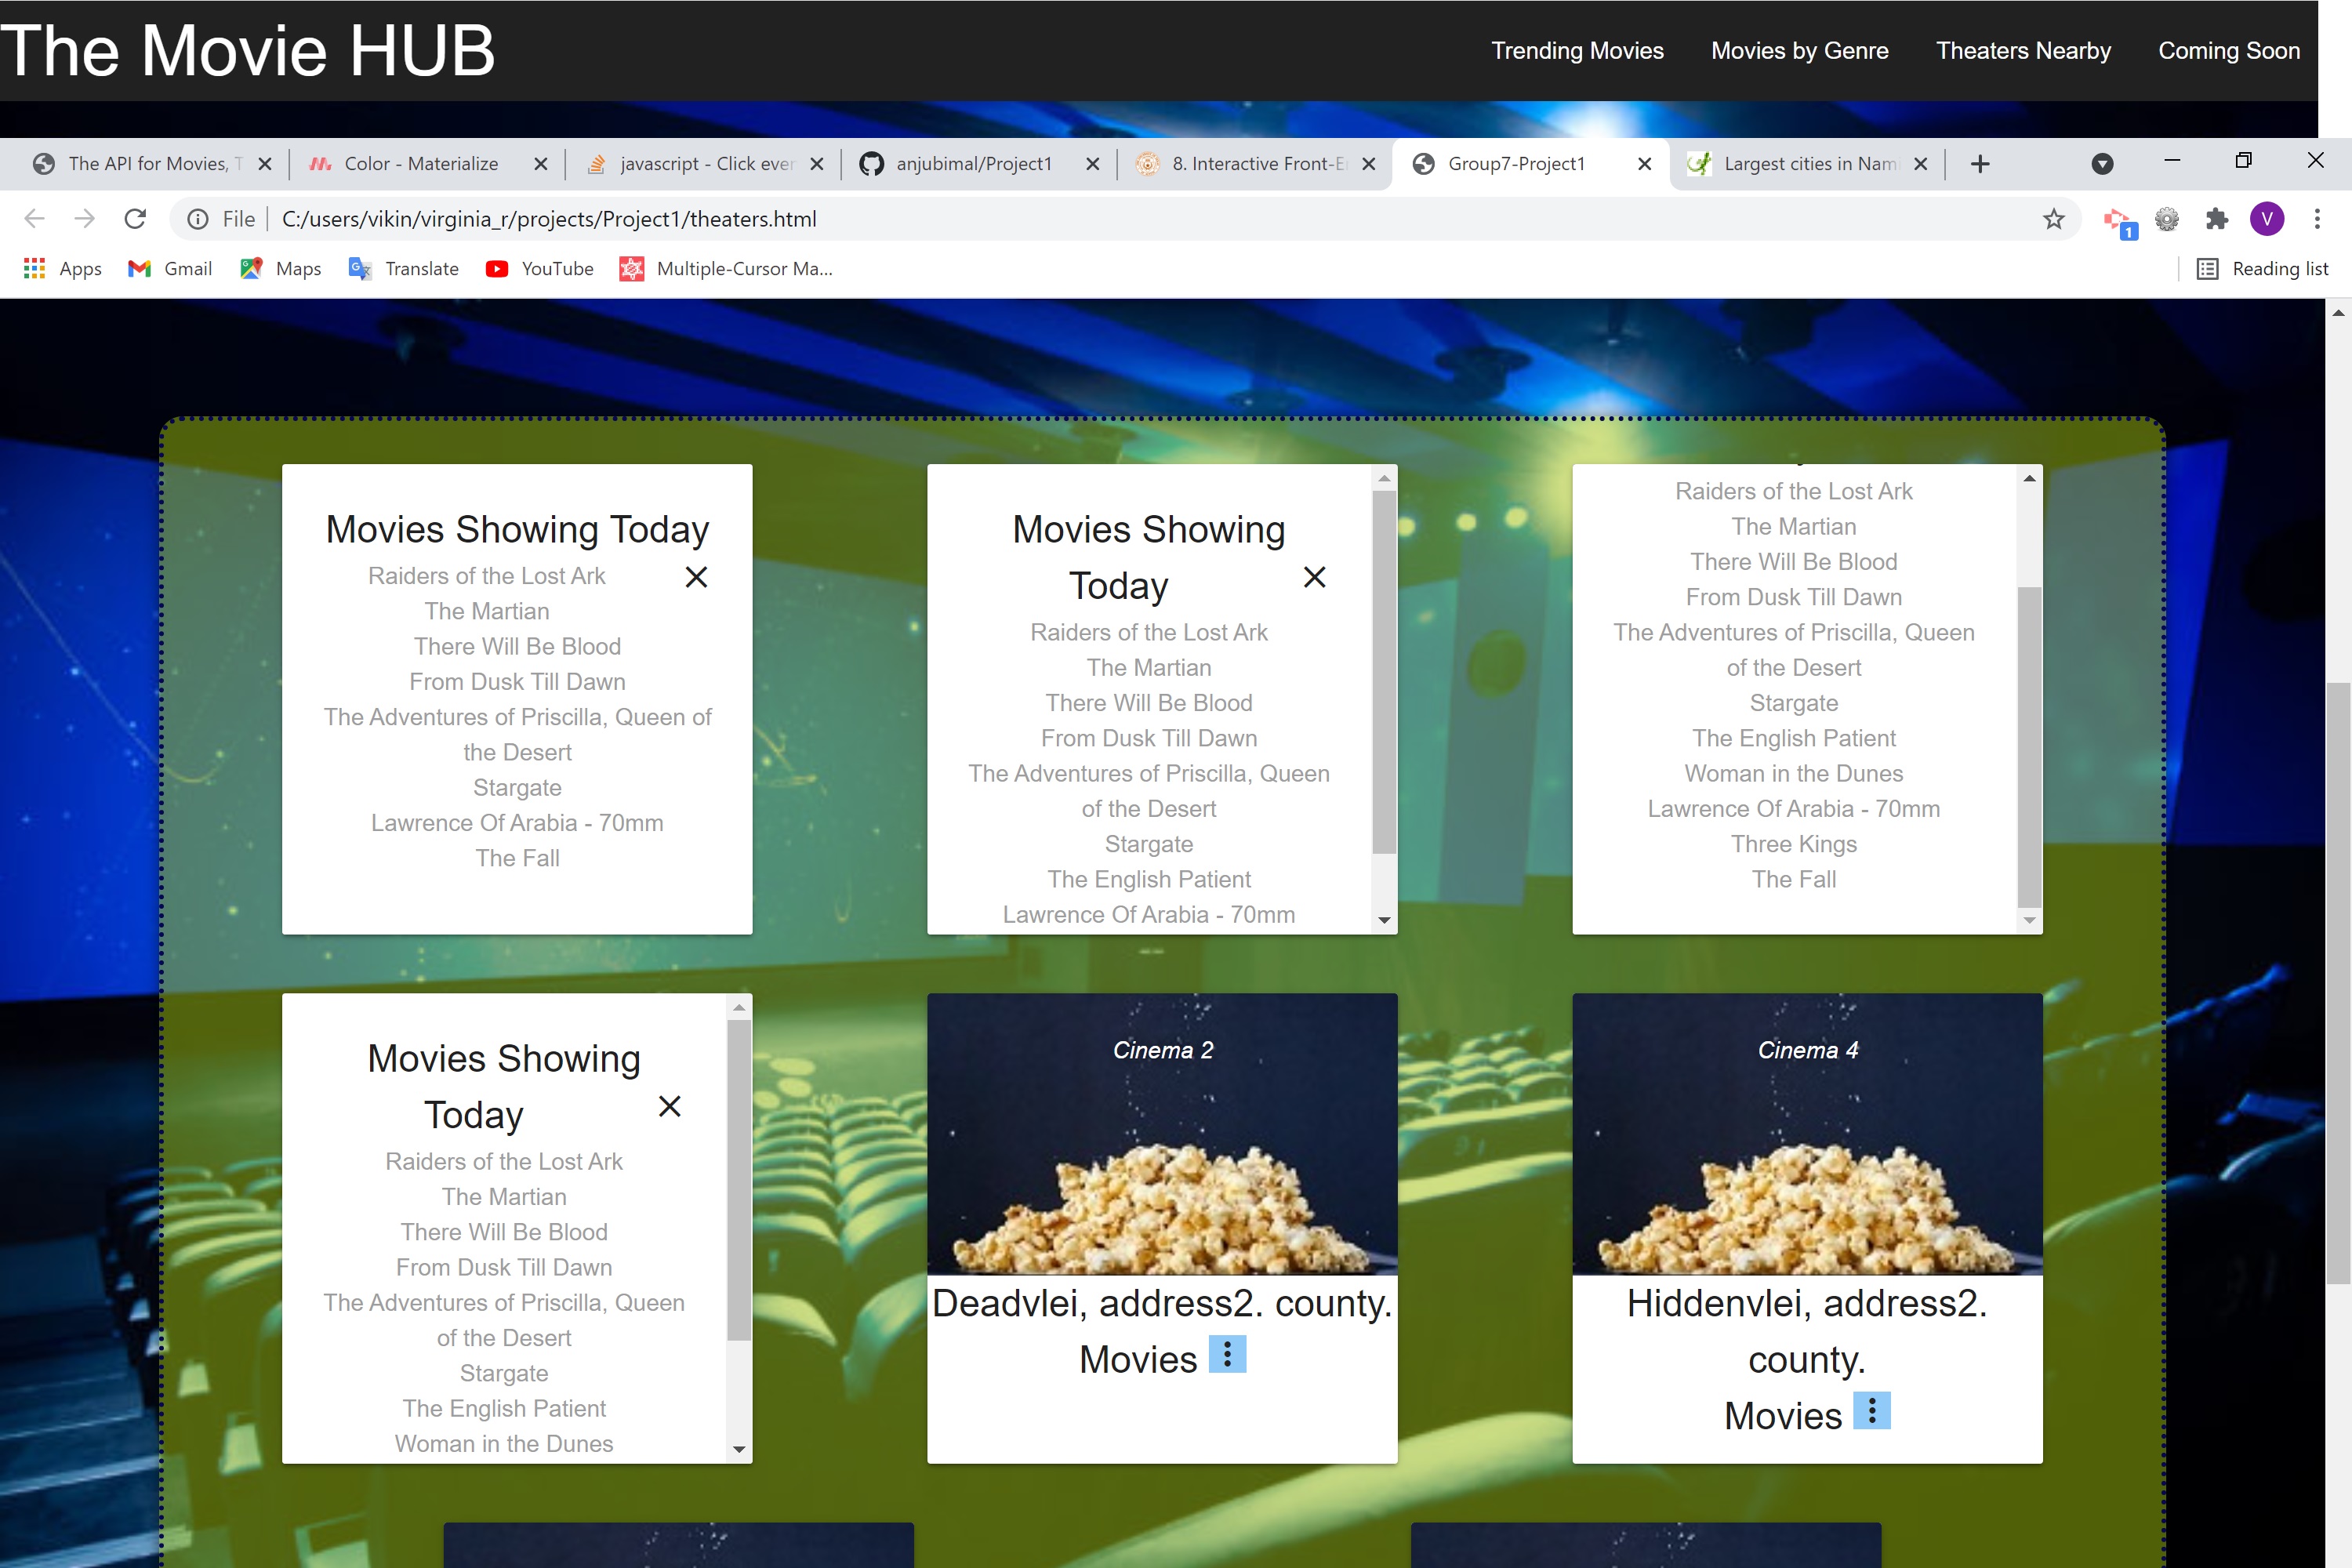 The Movie HUB
Trending Movies
Movies by Genre
Theaters Nearby
Coming Soon
The API for Movies, T
Color - Materialize
javascript - Click ever
anjubimal/Project1
8. Interactive Front-E
Group7-Project1
Largest cities in Nam
File
C:/users/vikin/virginia_r/projects/Project1/theaters.html
1
V
Apps
Gmail
Maps
Translate
YouTube
Multiple-Cursor Ma...
Reading list
Movies Showing Today
Raiders of the Lost Ark
The Martian
There Will Be Blood
From Dusk Till Dawn
The Adventures of Priscilla, Queen of
the Desert
Stargate
Lawrence Of Arabia - 70mm
The Fall
Movies Showing
Today
Raiders of the Lost Ark
The Martian
There Will Be Blood
From Dusk Till Dawn
The Adventures of Priscilla, Queen
of the Desert
Stargate
The English Patient
Lawrence Of Arabia - 70mm
Raiders of the Lost Ark
The Martian
There Will Be Blood
From Dusk Till Dawn
The Adventures of Priscilla, Queen
of the Desert
Stargate
The English Patient
Woman in the Dunes
Lawrence Of Arabia - 70mm
Three Kings
The Fall
Movies Showing
Today
Raiders of the Lost Ark
The Martian
There Will Be Blood
From Dusk Till Dawn
The Adventures of Priscilla, Queen
of the Desert
Stargate
The English Patient
Woman in the Dunes
Cinema 2
Deadvlei, address2. county.
Movies
Cinema 4
Hiddenvlei, address2.
county.
Movies